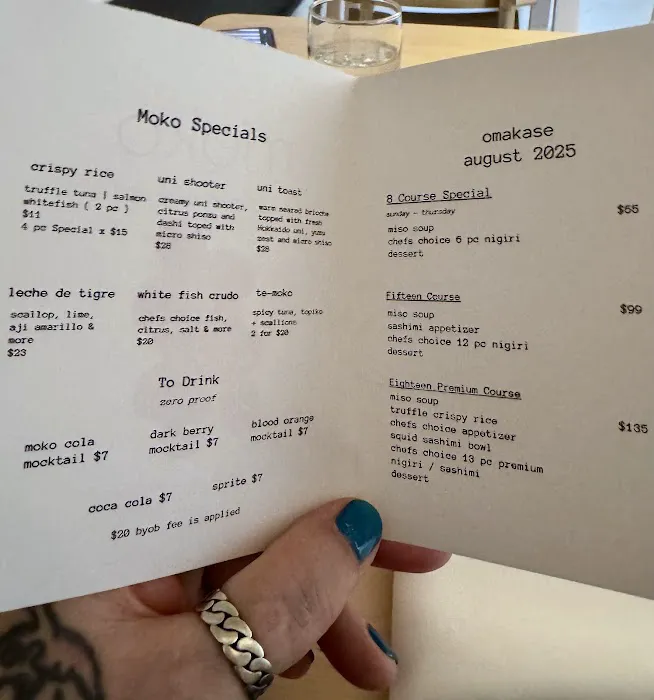 Moko Specials
crispy rice
truffle tuna | salmon
whitefish ( 2 pc )
$11
4 pc Special x $15
uni shooter
creamy uni shooter,
citrus ponzu and
dashi toped with
micro shiso
$28
uni toast
warm seared brioche
topped with fresh
Hokkaido uni, yuzu
zest and micro shiso
$28
leche de tigre
scallop, lime,
aji amarillo &
more
$23
white fish crudo
chefs choice fish,
citrus, salt & more
$20
te-moko
spicy tuna, topiko
+ scallions
2 for $20
To Drink
zero proof
moko cola
mocktail $7
dark berry
mocktail $7
blood orange
mocktail $7
coca cola $7
sprite $7
$20 byob fee is applied
omakase
august 2025
8 Course Special
sunday - thursday
$65
miso soup
chefs choice 6 pc nigiri
dessert
Fifteen Course
$99
miso soup
sashimi appetizer
chefs choice 12 pc nigiri
dessert
Eighteen Premium Course
miso soup
truffle crispy rice
$135
chefs choice appetizer
squid sashimi bowl
chefs choice 13 pc premium
nigiri / sashimi
dessert